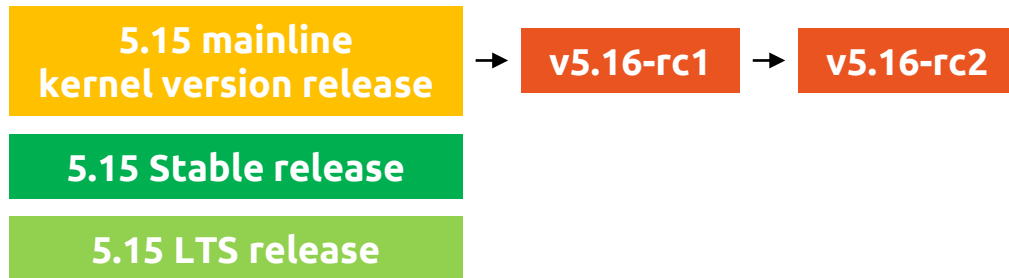 5.15 mainline
kernel version release
v5.16-rc1
v5.16-rc2
5.15 Stable release
5.15 LTS release